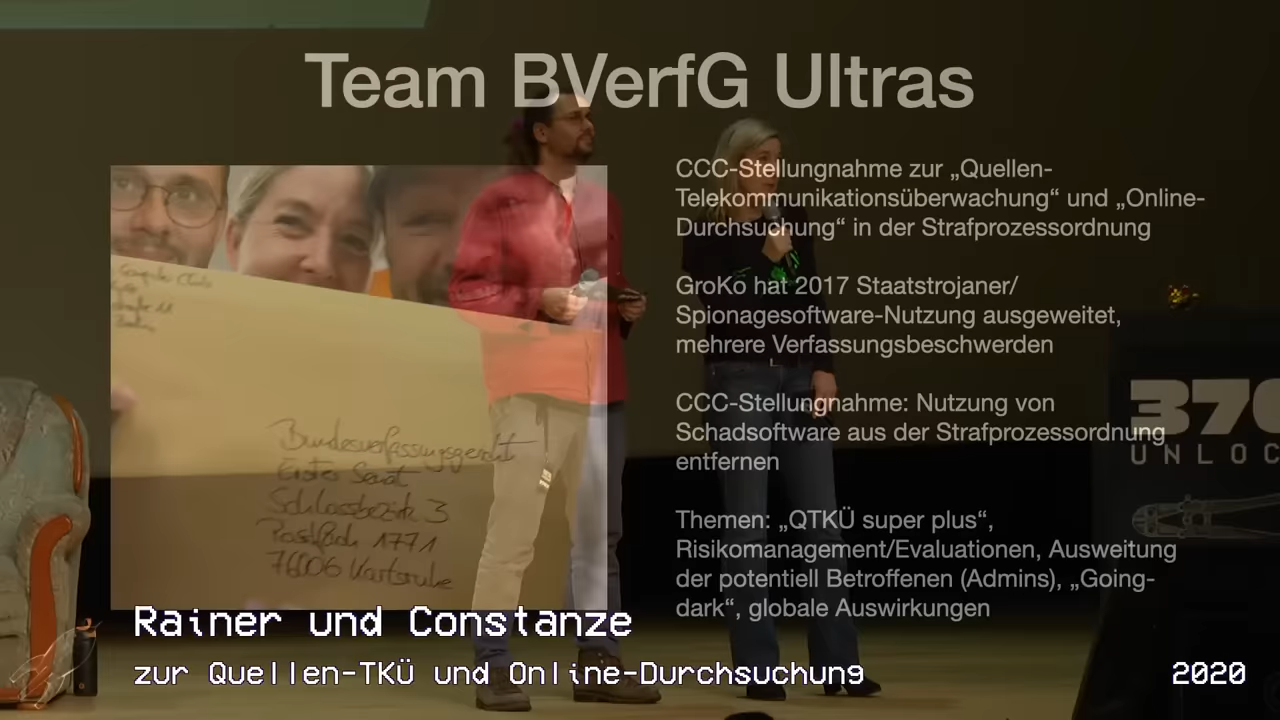 Team BVerfG Ultras
CCC-Stellungnahme zur „Quellen-
Telekommunikationsüberwachung“ und „Online-
Durchsuchung“ in der Strafprozessordnung
GroKo hat 2017 Staatstrojaner/
Spionagesoftware-Nutzung ausgeweitet,
mehrere Verfassungsbeschwerden
CCC-Stellungnahme: Nutzung von
Schadsoftware aus der Strafprozessordnung
entfernen
Themen: „QTKÜ super plus“,
Risikomanagement/Evaluationen, Ausweitung
der potentiell Betroffenen (Admins), „Going-
dark“, globale Auswirkungen
Bundesverfassungsgericht
Erster Senat
Schlossbezirk 3
Postfach 1771
76006 Karlsruhe
370
UNLOC
Rainer und Constanze
zur Quellen-TKÜ und Online-Durchsuchung
2020